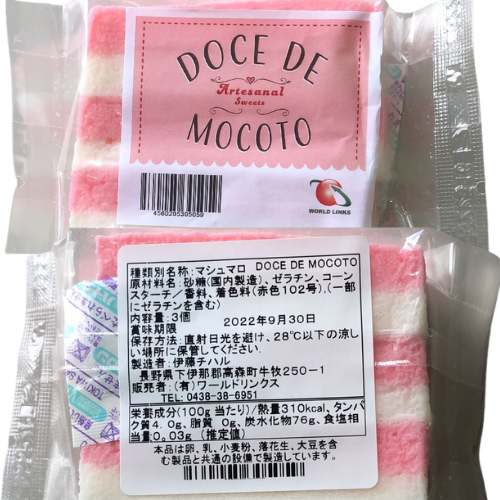 DOCE DE
Artesanal
Sweets
MOCOTO
4560205305050
WORLD LINKS
種類別名称:マシュマロ DOCE DE MOCOTO
原材料名:砂糖(国内製造)、ゼラチン、コーン
スターチ/香料、着色料(赤色102号),(一部
にゼラチンを含む)
内容量:3個
賞味期限 2022年9月30日
保存方法:直射日光を避け、28℃以下の涼し
い場所に保管してください.
製造者:伊藤チハル
長野県下伊那郡高森町牛牧250-1
販売者:(有)ワールドリンクス
TEL: 0438-38-6951
栄養成分(100g 当たり)/熱量310kcal、タンパ
ク質4.0g、脂質 0g、炭水化物76g、食塩相
当量0.03g (推定値)
本品は卵、乳、小麦粉、落花生、大豆を含
む製品と共通の設備で製造しています。